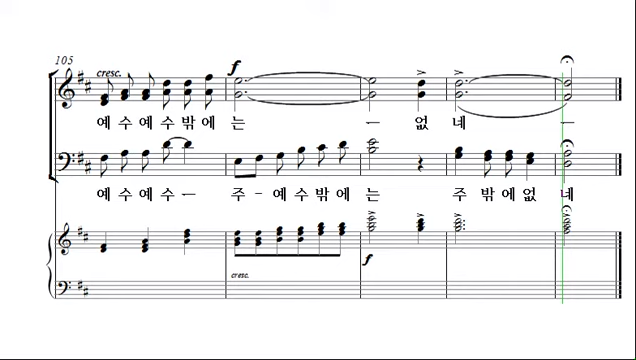 105
cresc.
f
예 수 예 수 밖 에 는 ㅡ 없 네 ㅡ
예 수 예 수 ㅡ 주 - 예 수 밖 에 는 주 밖 에 없 네
f
cresc.